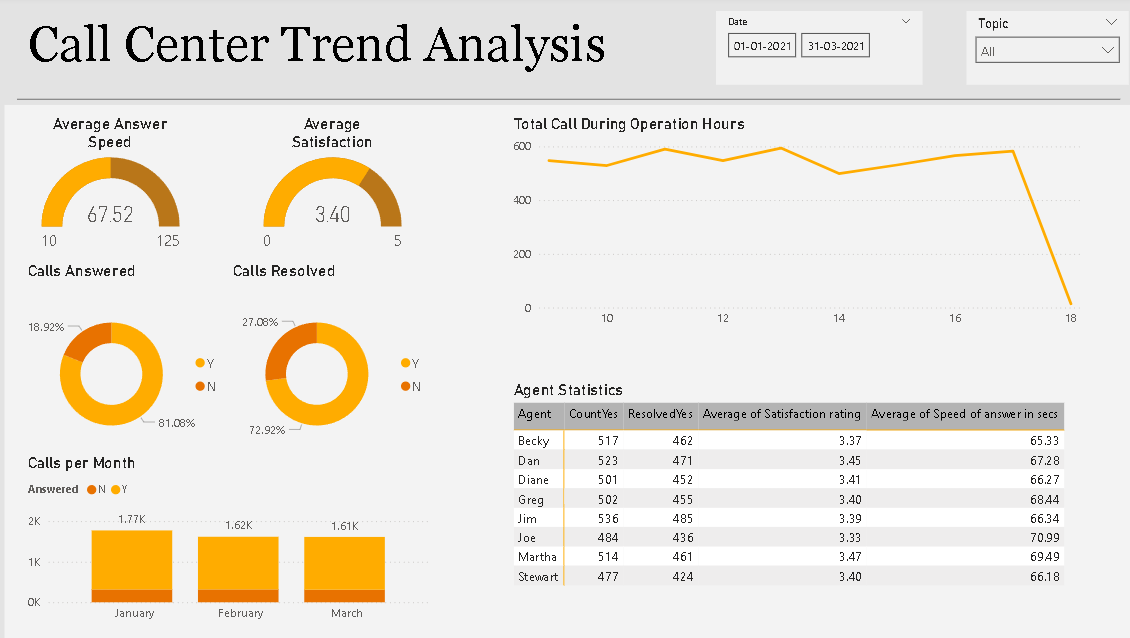 Call Center Trend Analysis
Date
01-01-2021 31-03-2021
Topic
All
Average Answer
Speed
67.52
10 125
Average
Satisfaction
3.40
0 5
Calls Answered
18.92%
81.08%
Y
N
Calls Resolved
27.08%
72.92%
Y
N
Calls per Month
Answered N Y
2K
1K
0K
1.77K 1.62K 1.61K
January February March
Total Call During Operation Hours
600
400
200
0
10 12 14 16 18
Agent Statistics
Agent CountYes ResolvedYes Average of Satisfaction rating Average of Speed of answer in secs
Becky 517 462 3.37 65.33
Dan 523 471 3.45 67.28
Diane 501 452 3.41 66.27
Greg 502 455 3.40 68.44
Jim 536 485 3.39 66.34
Joe 484 436 3.33 70.99
Martha 514 461 3.47 69.49
Stewart 477 424 3.40 66.18